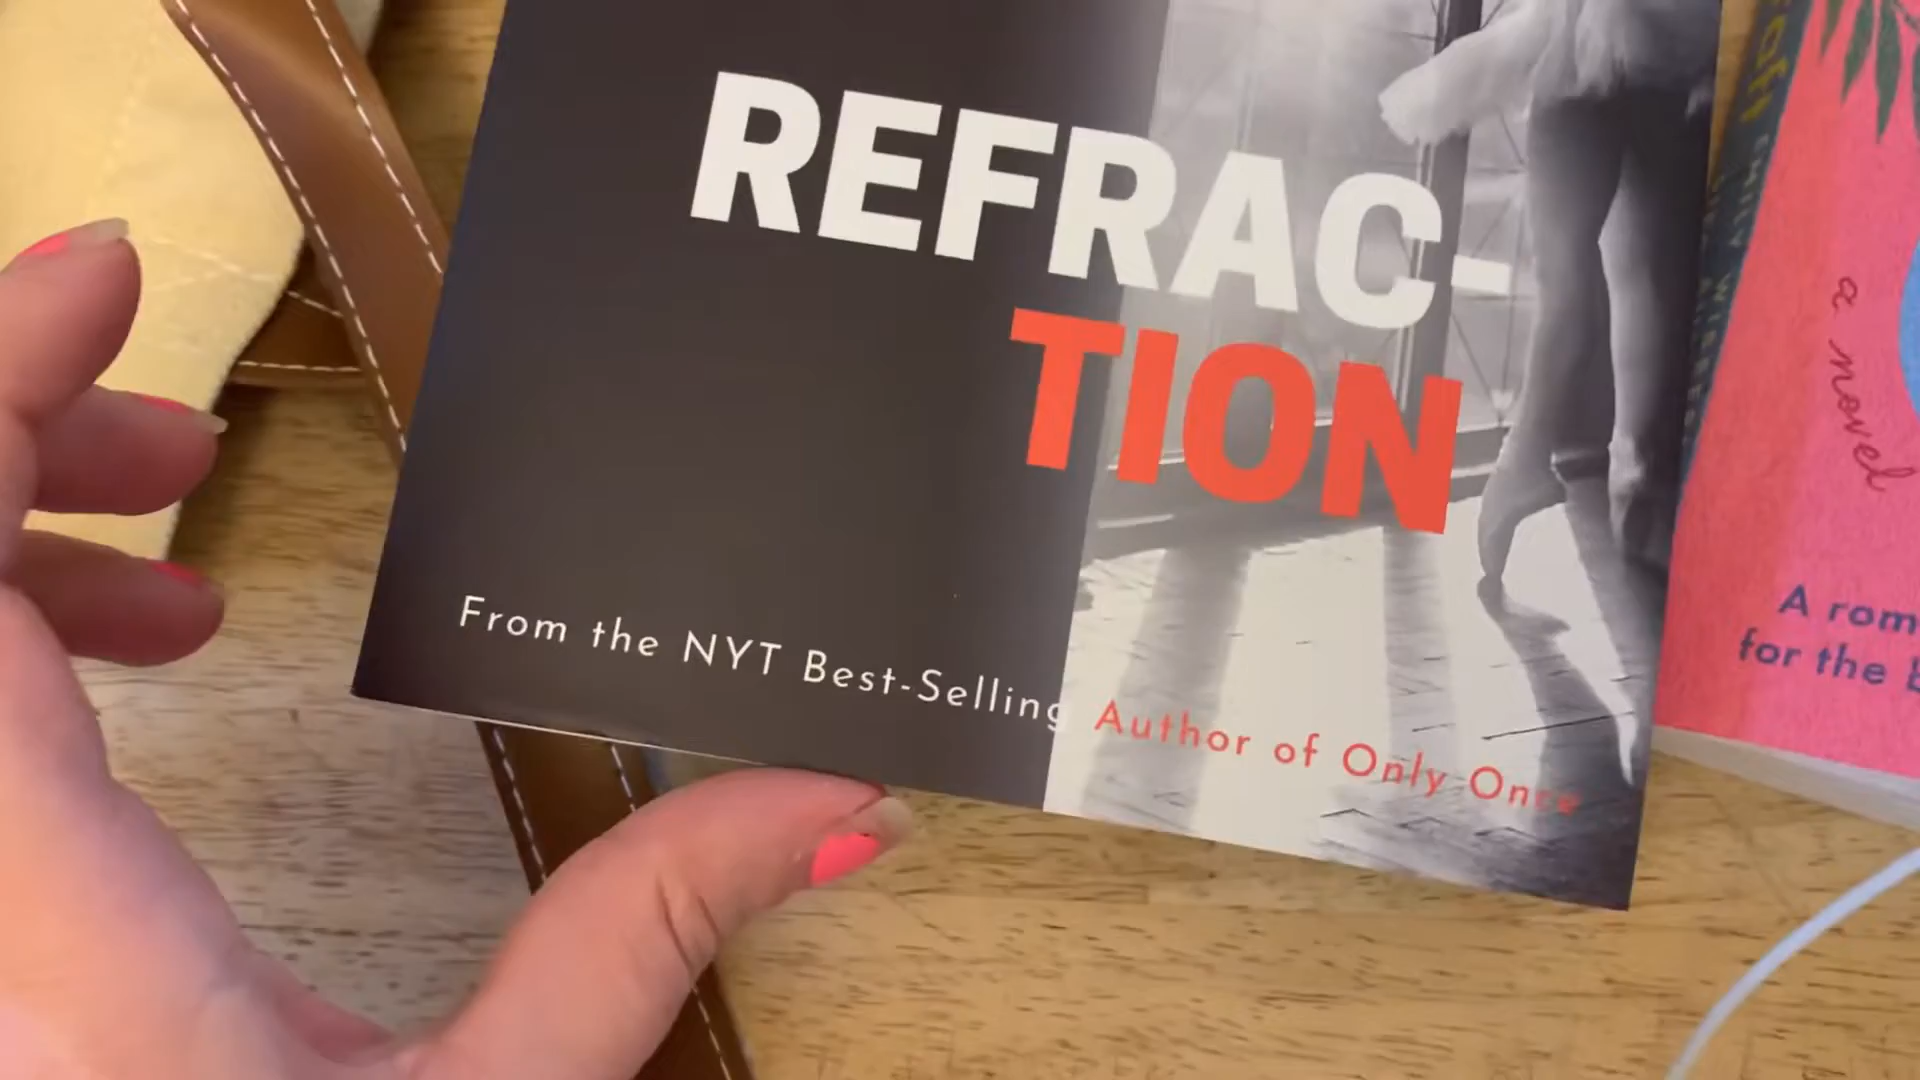 REFRAC-
TION
From the NYT Best-Selling Author of Only Once
a novel
A rom
for the